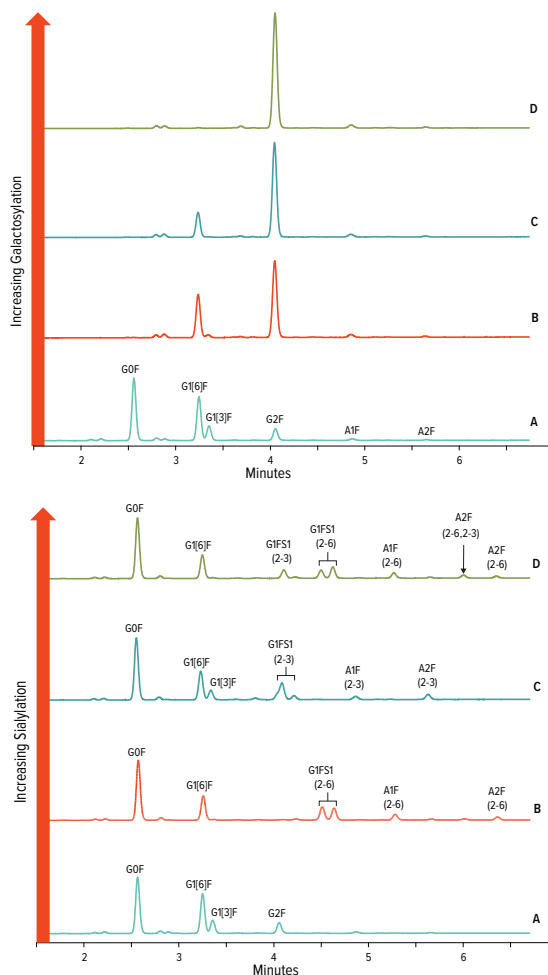 Increasing Galactosylation
D
C
B
G0F
G1[6]F
G1[3]F
G2F
A1F
A2F
A
2 3 4 5 6
Minutes
Increasing Sialylation
G0F
G1[6]F
G1FS1
(2-3)
G1FS1
(2-6)
A1F
(2-6)
A2F
(2-6,2-3)
A2F
(2-6)
D
G0F
G1[6]F
G1[3]F
G1FS1
(2-3)
A1F
(2-3)
A2F
(2-3)
C
G0F
G1[6]F
G1FS1
(2-6)
A1F
(2-6)
A2F
(2-6)
B
G0F
G1[6]F
G1[3]F
G2F
A
2 3 4 5 6
Minutes